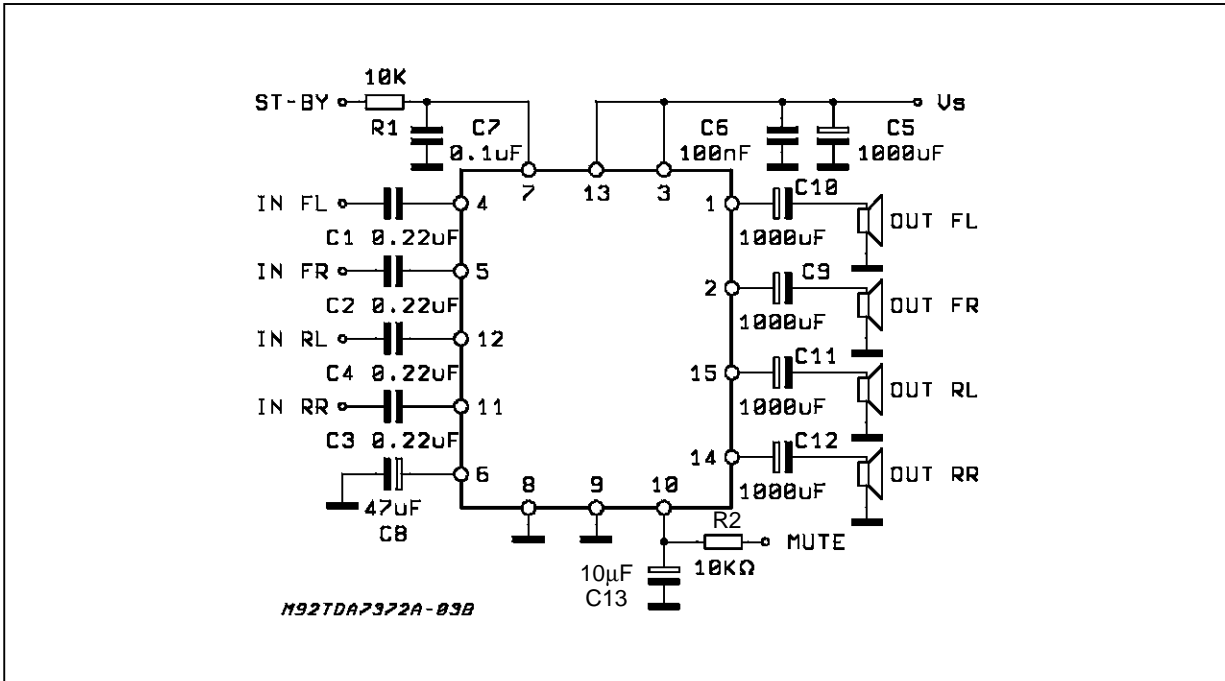 10K
ST-BY
R1
C7
0.1uF
C6
100nF
C5
1000uF
Vs
7
13
3
IN FL
4
C1 0.22uF
IN FR
5
C2 0.22uF
IN RL
12
C4 0.22uF
IN RR
11
C3 0.22uF
6
47uF
C8
8
9
10
1
C10
1000uF
OUT FL
2
C9
1000uF
OUT FR
15
C11
1000uF
OUT RL
14
C12
1000uF
OUT RR
R2
10KΩ
MUTE
10µF
C13
M92TDA7372A-03B